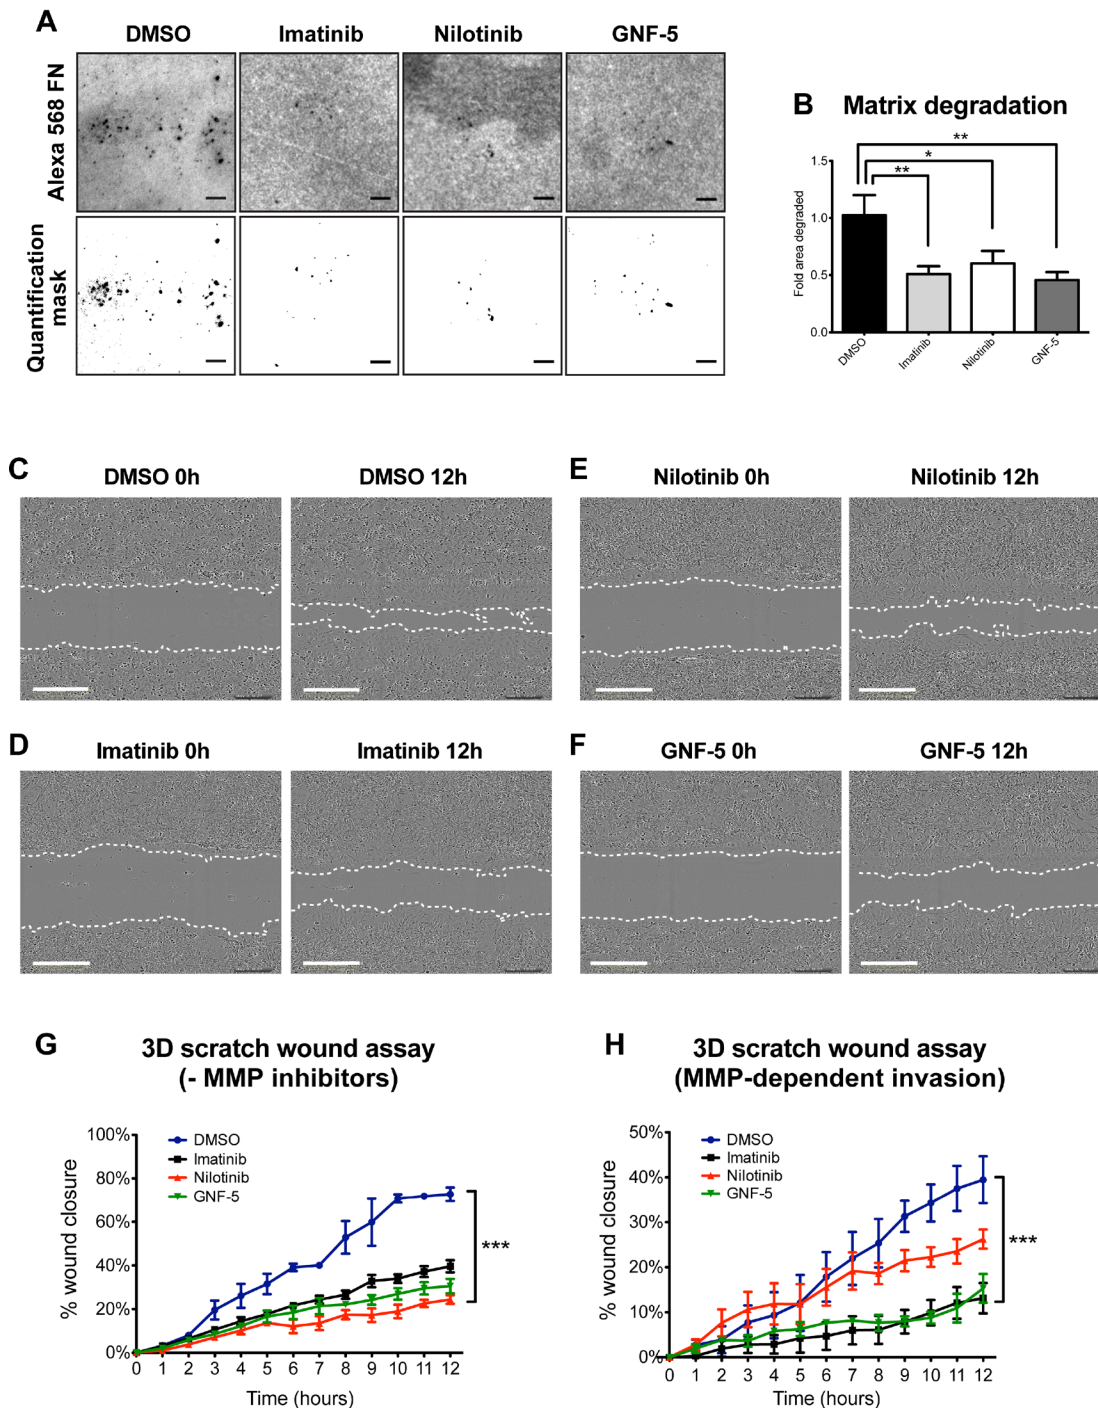 A
DMSO
Imatinib
Nilotinib
GNF-5
Alexa 568 FN
Quantification
mask
B
Matrix degradation
**
*
**
Fold area degraded
1.5
1.0
0.5
0.0
DMSO
Imatinib
Nilotinib
GNF-5
C
DMSO 0h
DMSO 12h
E
Nilotinib 0h
Nilotinib 12h
D
Imatinib 0h
Imatinib 12h
F
GNF-5 0h
GNF-5 12h
G
3D scratch wound assay
(- MMP inhibitors)
% wound closure
100%
80%
60%
40%
20%
0%
DMSO
Imatinib
Nilotinib
GNF-5
***
0 1 2 3 4 5 6 7 8 9 10 11 12
Time (hours)
H
3D scratch wound assay
(MMP-dependent invasion)
% wound closure
50%
40%
30%
20%
10%
0%
DMSO
Imatinib
Nilotinib
GNF-5
***
0 1 2 3 4 5 6 7 8 9 10 11 12
Time (hours)